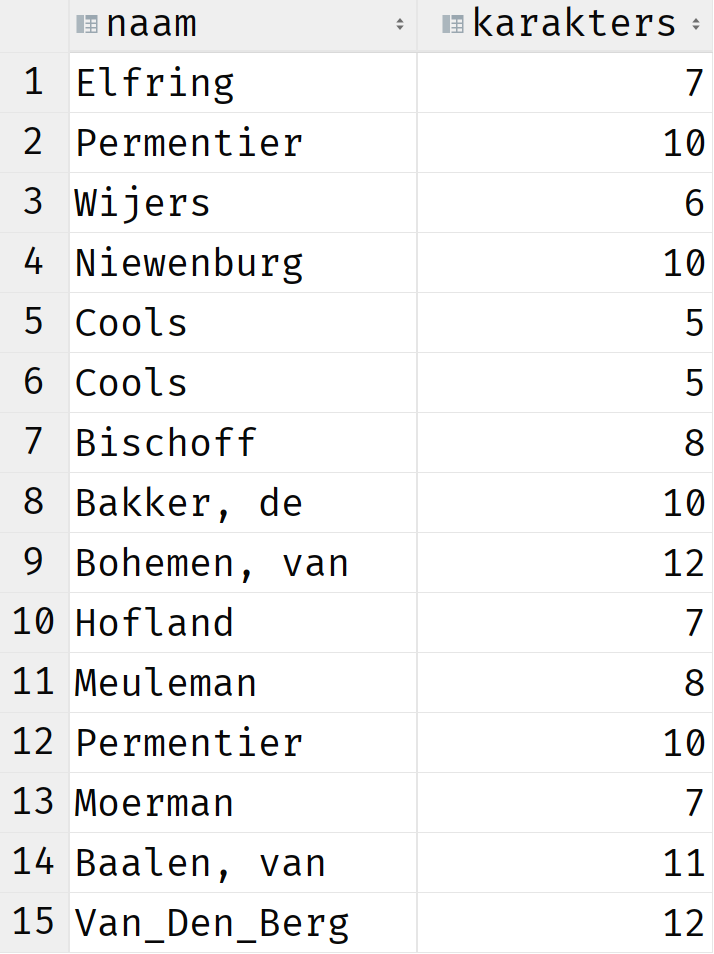 naam karakters
1 Elfring 7
2 Permentier 10
3 Wijers 6
4 Niewenburg 10
5 Cools 5
6 Cools 5
7 Bischoff 8
8 Bakker, de 10
9 Bohemen, van 12
10 Hofland 7
11 Meuleman 8
12 Permentier 10
13 Moerman 7
14 Baalen, van 11
15 Van_Den_Berg 12